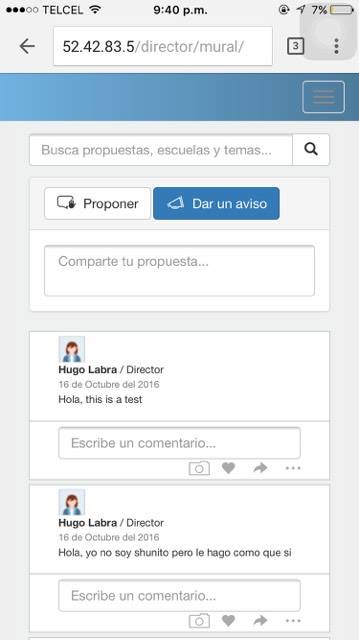 TELCEL 9:40 p.m. 7%
52.42.83.5/director/mural/ 3
Busca propuestas, escuelas y temas...
Proponer Dar un aviso
Comparte tu propuesta...
Hugo Labra / Director
16 de Octubre del 2016
Hola, this is a test
Escribe un comentario...
Hugo Labra / Director
16 de Octubre del 2016
Hola, yo no soy shunito pero le hago como que si
Escribe un comentario...